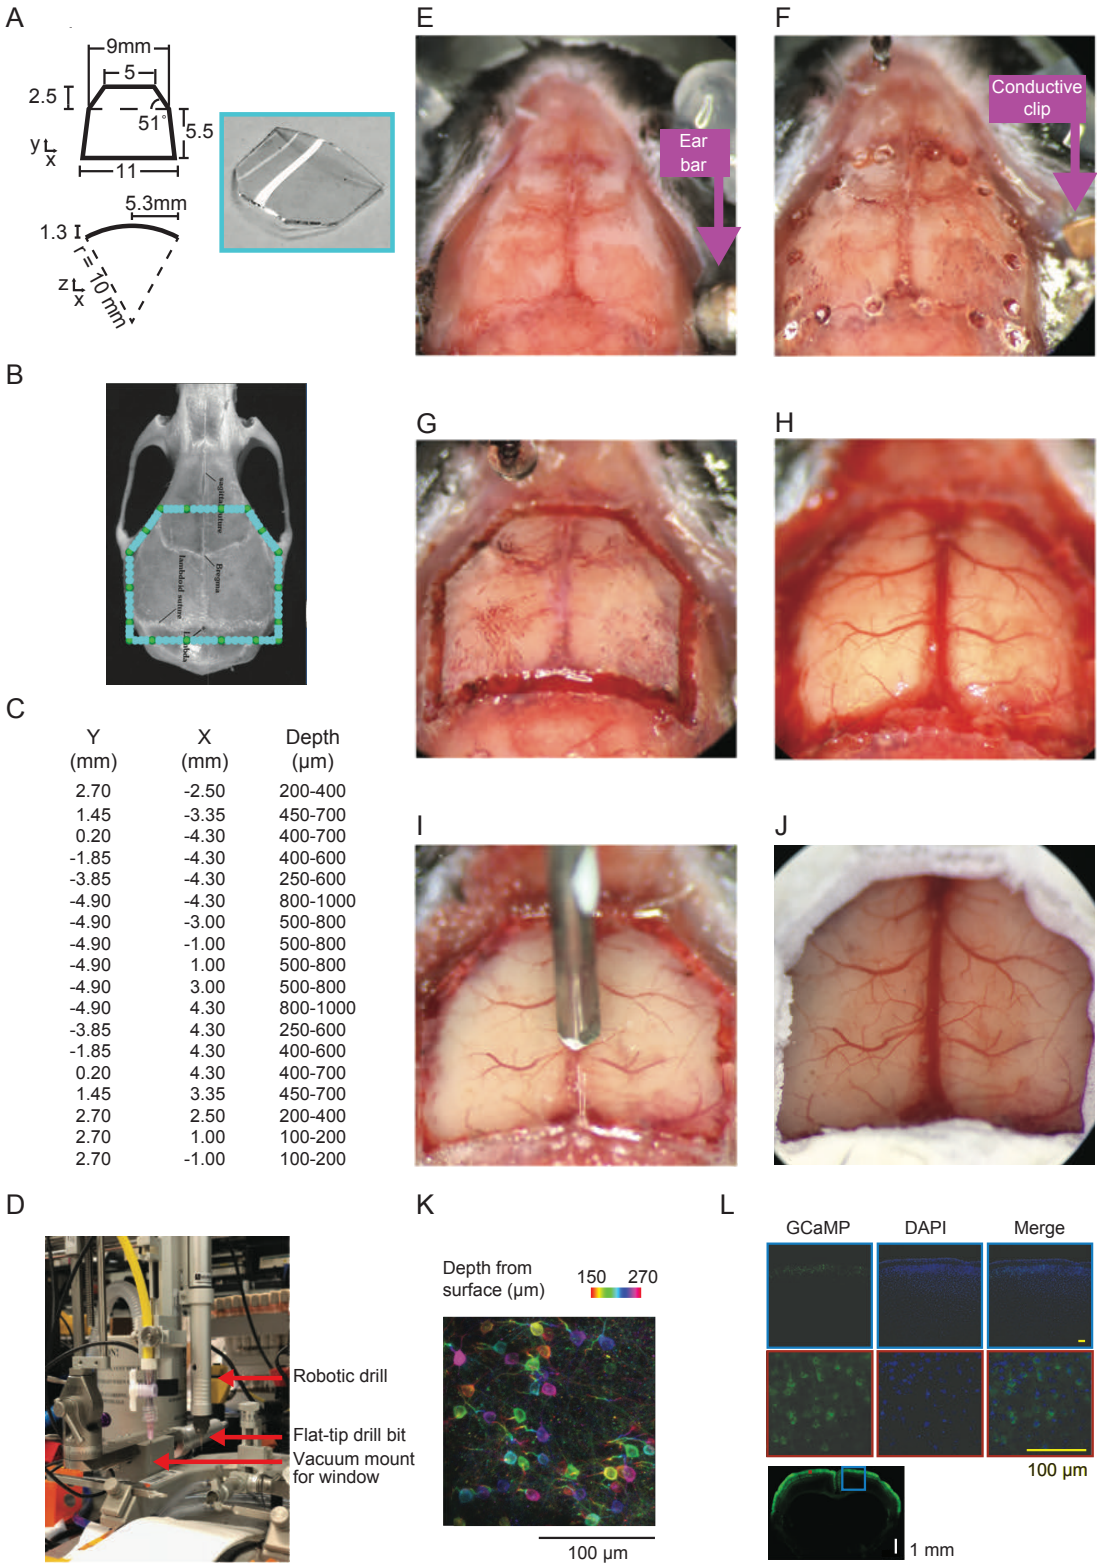 A
9mm
5
2.5
51°
5.5
y
x
11
5.3mm
1.3
r = 10 mm
z
x
B
sagittal suture
Bregma
lambdoid suture
C
Y X Depth
(mm) (mm) (µm)
2.70 -2.50 200-400
1.45 -3.35 450-700
0.20 -4.30 400-700
-1.85 -4.30 400-600
-3.85 -4.30 250-600
-4.90 -4.30 800-1000
-4.90 -3.00 500-800
-4.90 -1.00 500-800
-4.90 1.00 500-800
-4.90 3.00 500-800
-4.90 4.30 800-1000
-3.85 4.30 250-600
-1.85 4.30 400-600
0.20 4.30 400-700
1.45 3.35 450-700
2.70 2.50 200-400
2.70 1.00 100-200
2.70 -1.00 100-200
D
Robotic drill
Flat-tip drill bit
Vacuum mount
for window
E
Ear
bar
F
Conductive
clip
G
H
I
J
K
Depth from
surface (µm)
150 270
100 µm
L
GCaMP DAPI Merge
100 µm
1 mm